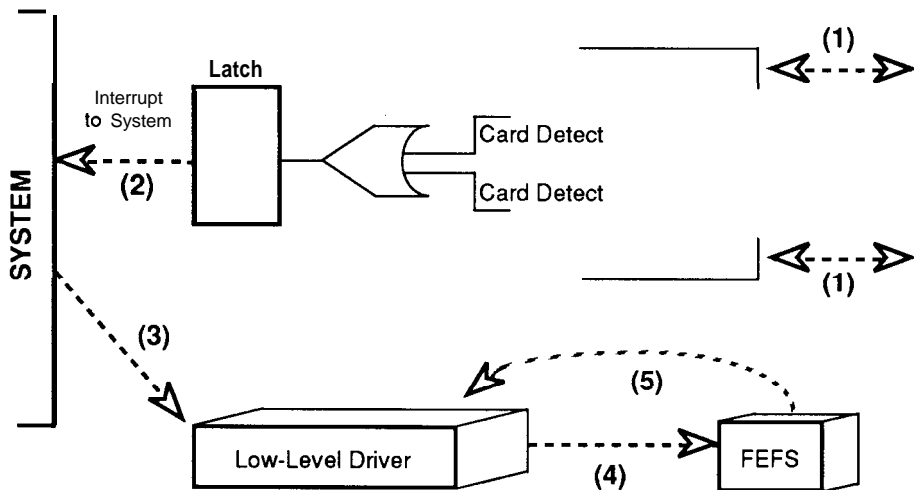 (1)
Latch
Interrupt
to System
Card Detect
(2)
Card Detect
SYSTEM
(1)
(3)
(5)
Low-Level Driver
(4)
FEFS